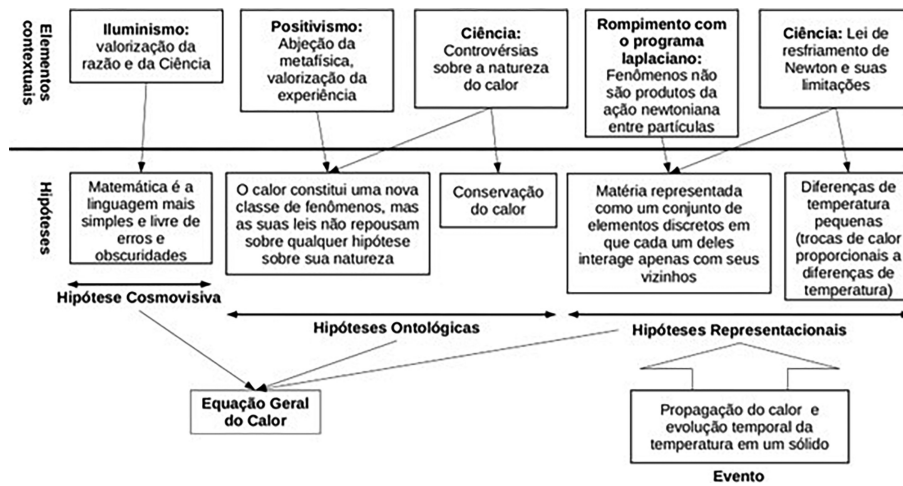 Elementos
contextuais
Iluminismo:
valorização da
razão e da Ciência
Positivismo:
Abjeção da
metafísica,
valorização da
experiência
Ciência:
Controvérsias
sobre a natureza
do calor
Rompimento com
o programa
laplaciano:
Fenômenos não
são produtos da
ação newtoniana
entre partículas
Ciência: Lei de
resfriamento de
Newton e suas
limitações
Hipóteses
Matemática é a
linguagem mais
simples e livre de
erros e
obscuridades
O calor constitui uma nova
classe de fenômenos, mas
as suas leis não repousam
sobre qualquer hipótese
sobre sua natureza
Conservação
do calor
Matéria representada
como um conjunto de
elementos discretos em
que cada um deles
interage apenas com seus
vizinhos
Diferenças de
temperatura
pequenas
(trocas de calor
proporcionais a
diferenças de
temperatura)
Hipótese Cosmovisiva
Hipóteses Ontológicas
Hipóteses Representacionais
Equação Geral
do Calor
Propagação do calor e
evolução temporal da
temperatura em um sólido
Evento